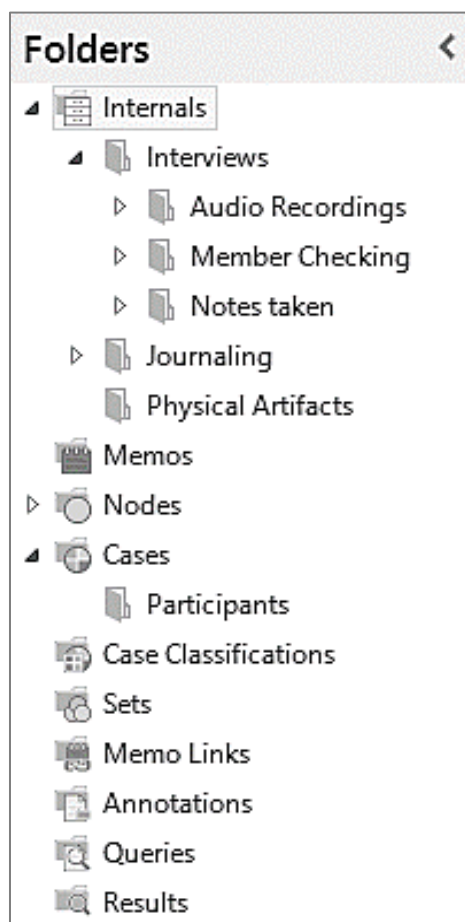 Folders
Internals
Interviews
Audio Recordings
Member Checking
Notes taken
Journaling
Physical Artifacts
Memos
Nodes
Cases
Participants
Case Classifications
Sets
Memo Links
Annotations
Queries
Results